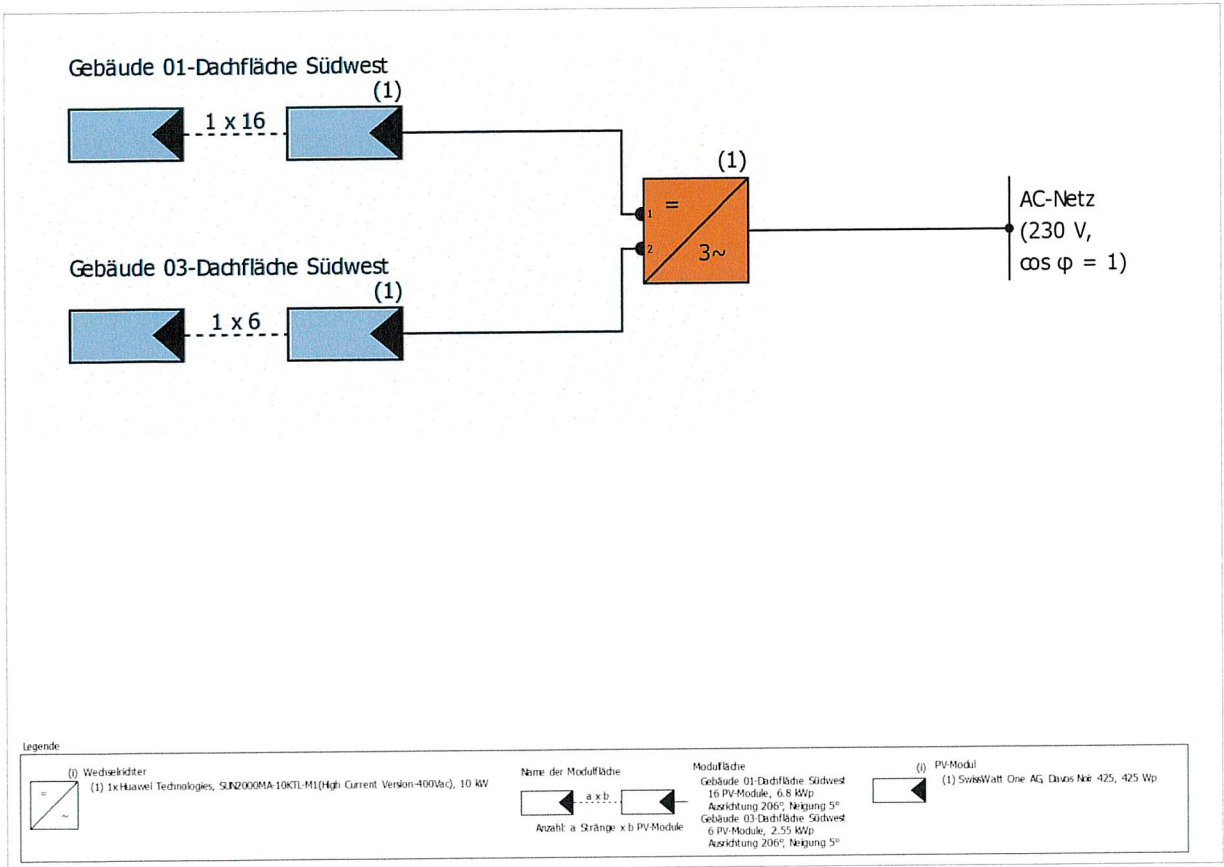 Gebäude 01-Dachfläche Südwest
(1)
1 x 16
(1)
=
1
2
3~
AC-Netz
(230 V,
cos φ = 1)
Gebäude 03-Dachfläche Südwest
(1)
1 x 6
Legende
(i) Wechselrichter
(1) 1x Huawei Technologies, SUN2000MA-10KTL-M1(High Current Version-400Vac), 10 kW
=
~
Name der Modulfläche
a x b
Anzahl: a Stränge x b PV-Module
Modulfläche
Gebäude 01-Dachfläche Südwest
16 PV-Module, 6.8 kWp
Ausrichtung 206°, Neigung 5°
Gebäude 03-Dachfläche Südwest
6 PV-Module, 2.55 kWp
Ausrichtung 206°, Neigung 5°
(i) PV-Modul
(1) SwissWatt One AG, Davos Noir 425, 425 Wp